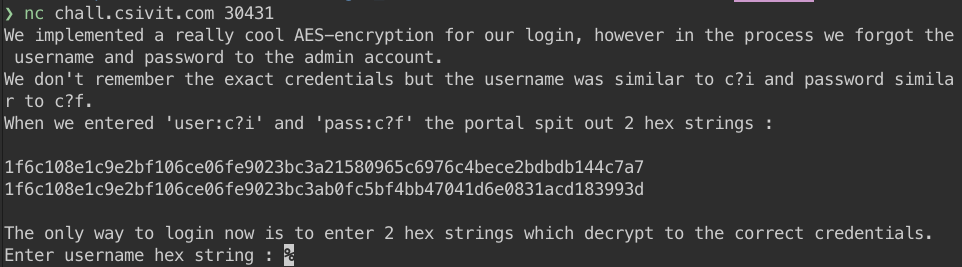 ❯ nc chall.csivit.com 30431
We implemented a really cool AES-encryption for our login, however in the process we forgot the
 username and password to the admin account.
We don't remember the exact credentials but the username was similar to c?i and password simila
r to c?f.
When we entered 'user:c?i' and 'pass:c?f' the portal spit out 2 hex strings :
1f6c108e1c9e2bf106ce06fe9023bc3a21580965c6976c4bece2bdbdb144c7a7
1f6c108e1c9e2bf106ce06fe9023bc3ab0fc5bf4bb47041d6e0831acd183993d
The only way to login now is to enter 2 hex strings which decrypt to the correct credentials.
Enter username hex string : %